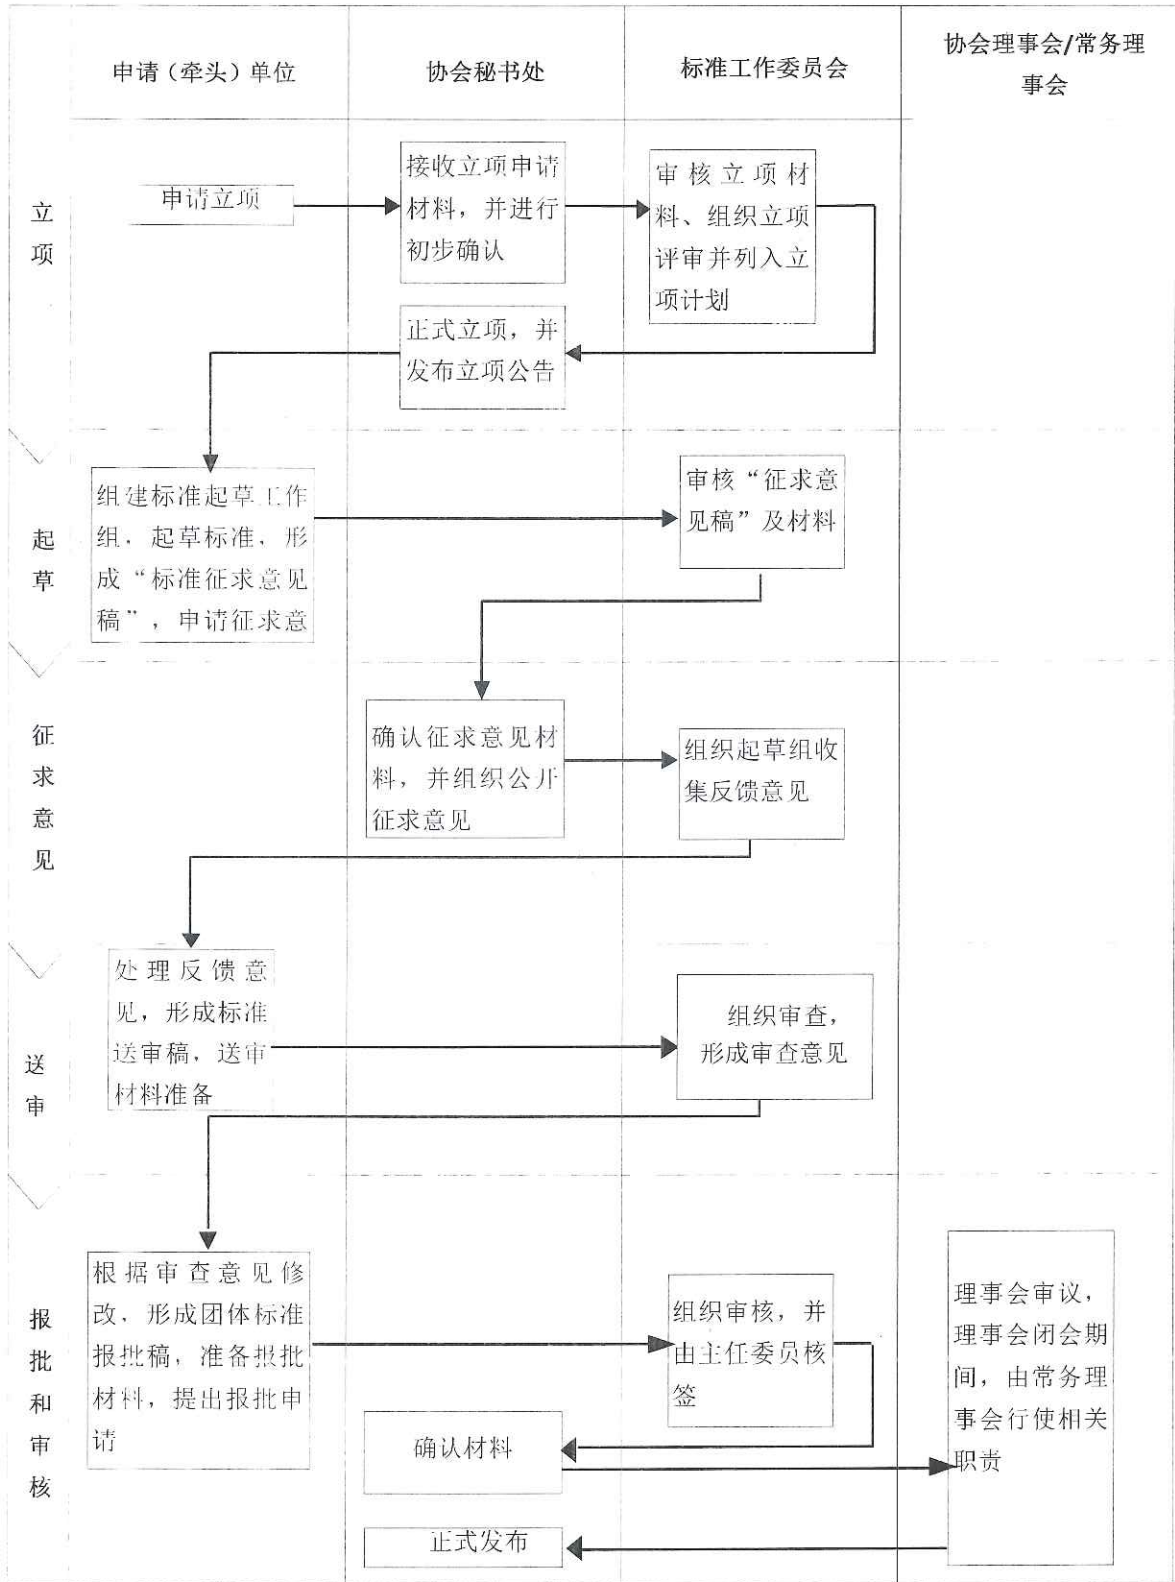 申请（牵头）单位
协会秘书处
标准工作委员会
协会理事会/常务理
事会
立
项
申请立项
接收立项申请
材料，并进行
初步确认
审核立项材
料、组织立项
评审并列入立
项计划
正式立项，并
发布立项公告
起
草
组建标准起草工作
组，起草标准，形
成“标准征求意见
稿”，申请征求意
审核“征求意
见稿”及材料
征
求
意
见
确认征求意见材
料，并组织公开
征求意见
组织起草组收
集反馈意见
送
审
处理反馈意
见，形成标准
送审稿，送审
材料准备
组织审查，
形成审查意见
报
批
和
审
核
根据审查意见修
改，形成团体标准
报批稿，准备报批
材料，提出报批申
请
组织审核，并
由主任委员核
签
确认材料
理事会审议，
理事会闭会期
间，由常务理
事会行使相关
职责
正式发布